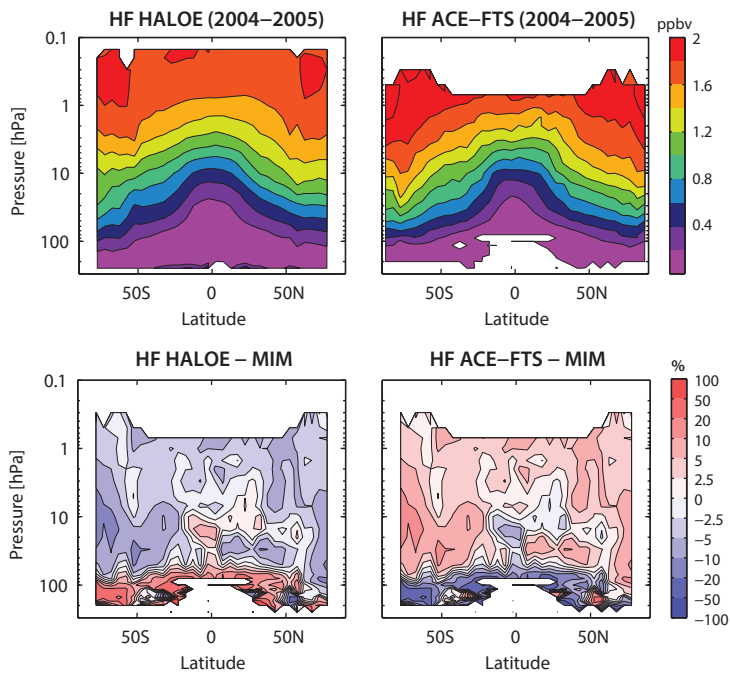 HF HALOE (2004−2005)
HF ACE−FTS (2004−2005)
ppbv
Pressure [hPa]
0.1
1
10
100
50S 0 50N
Latitude
50S 0 50N
Latitude
2
1.6
1.2
0.8
0.4
HF HALOE − MIM
HF ACE−FTS − MIM
%
Pressure [hPa]
0.1
1
10
100
50S 0 50N
Latitude
50S 0 50N
Latitude
100
50
20
10
5
2.5
0
−2.5
−5
−10
−20
−50
−100